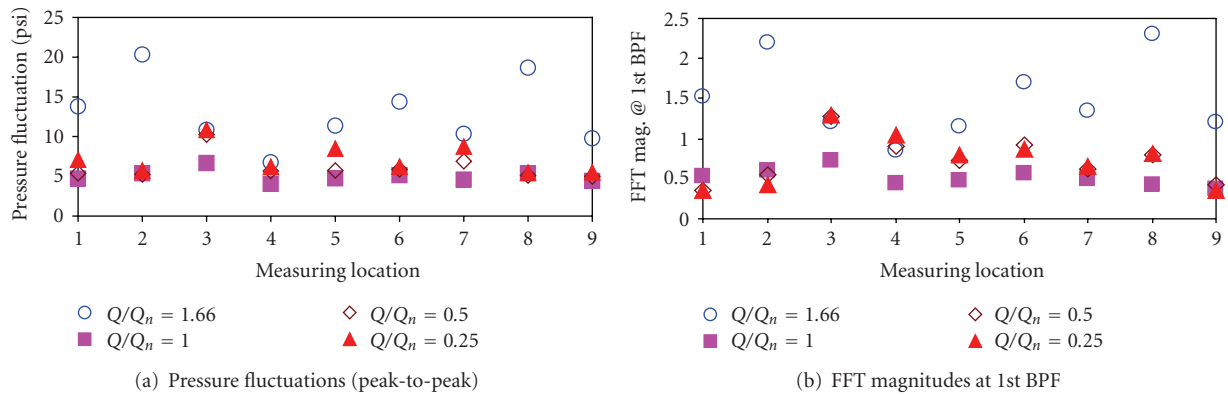 Pressure fluctuation (psi)
25
20
15
10
5
0
1 2 3 4 5 6 7 8 9
Measuring location
Q/Qn = 1.66
Q/Qn = 0.5
Q/Qn = 1
Q/Qn = 0.25
(a) Pressure fluctuations (peak-to-peak)
FFT mag. @ 1st BPF
2.5
2
1.5
1
0.5
0
1 2 3 4 5 6 7 8 9
Measuring location
Q/Qn = 1.66
Q/Qn = 0.5
Q/Qn = 1
Q/Qn = 0.25
(b) FFT magnitudes at 1st BPF